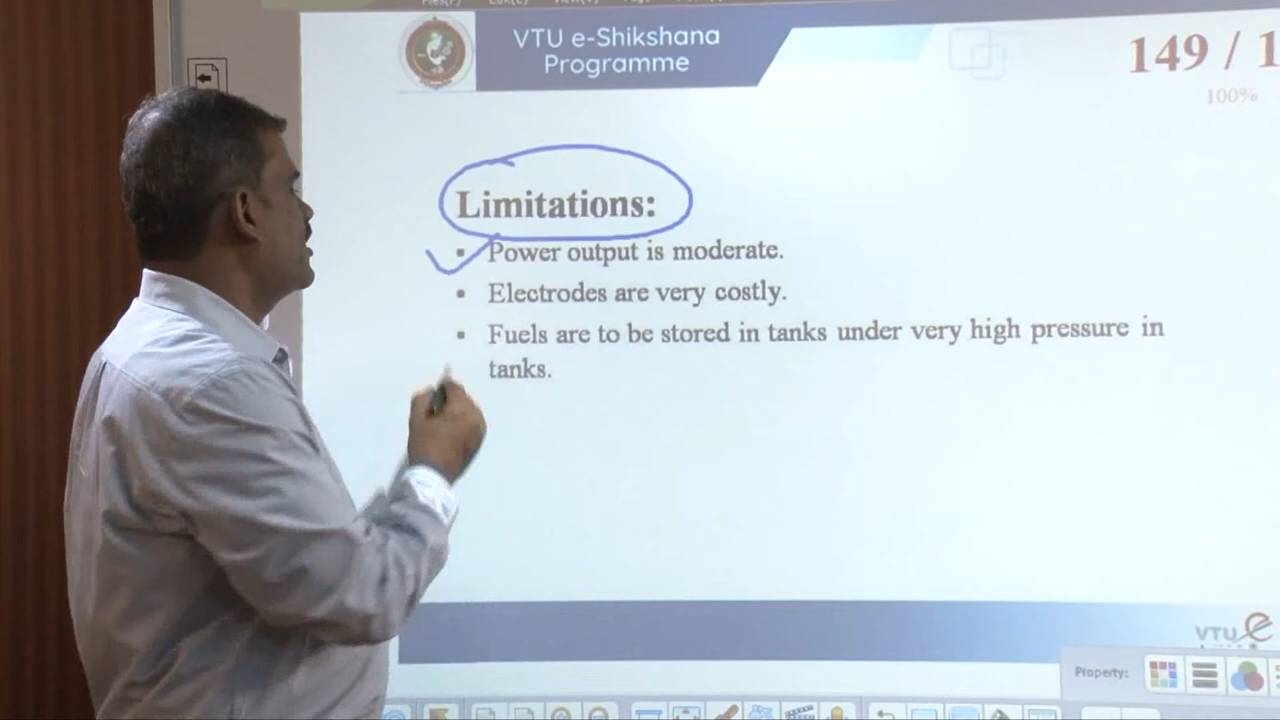 VTU e-Shikshana
Programme
149 / 1
100%
Limitations:
▪ Power output is moderate.
▪ Electrodes are very costly.
▪ Fuels are to be stored in tanks under very high pressure in
tanks.
VTU e
Property: